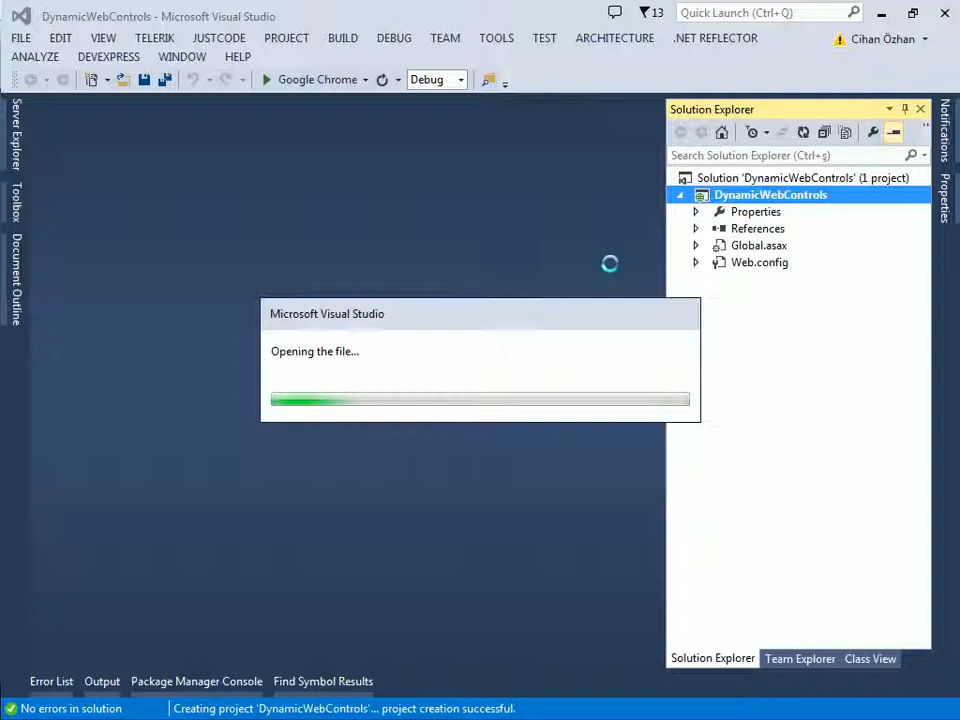 DynamicWebControls - Microsoft Visual Studio
13
Quick Launch (Ctrl+Q)
FILE EDIT VIEW TELERIK JUSTCODE PROJECT BUILD DEBUG TEAM TOOLS TEST ARCHITECTURE .NET REFLECTOR
Cihan Özhan
ANALYZE DEVEXPRESS WINDOW HELP
Google Chrome
Debug
Server Explorer
Toolbox
Document Outline
Solution Explorer
Search Solution Explorer (Ctrl+ş)
Solution 'DynamicWebControls' (1 project)
DynamicWebControls
Properties
References
Global.asax
Web.config
Notifications
Properties
Microsoft Visual Studio
Opening the file...
Solution Explorer Team Explorer Class View
Error List Output Package Manager Console Find Symbol Results
No errors in solution
Creating project 'DynamicWebControls'... project creation successful.